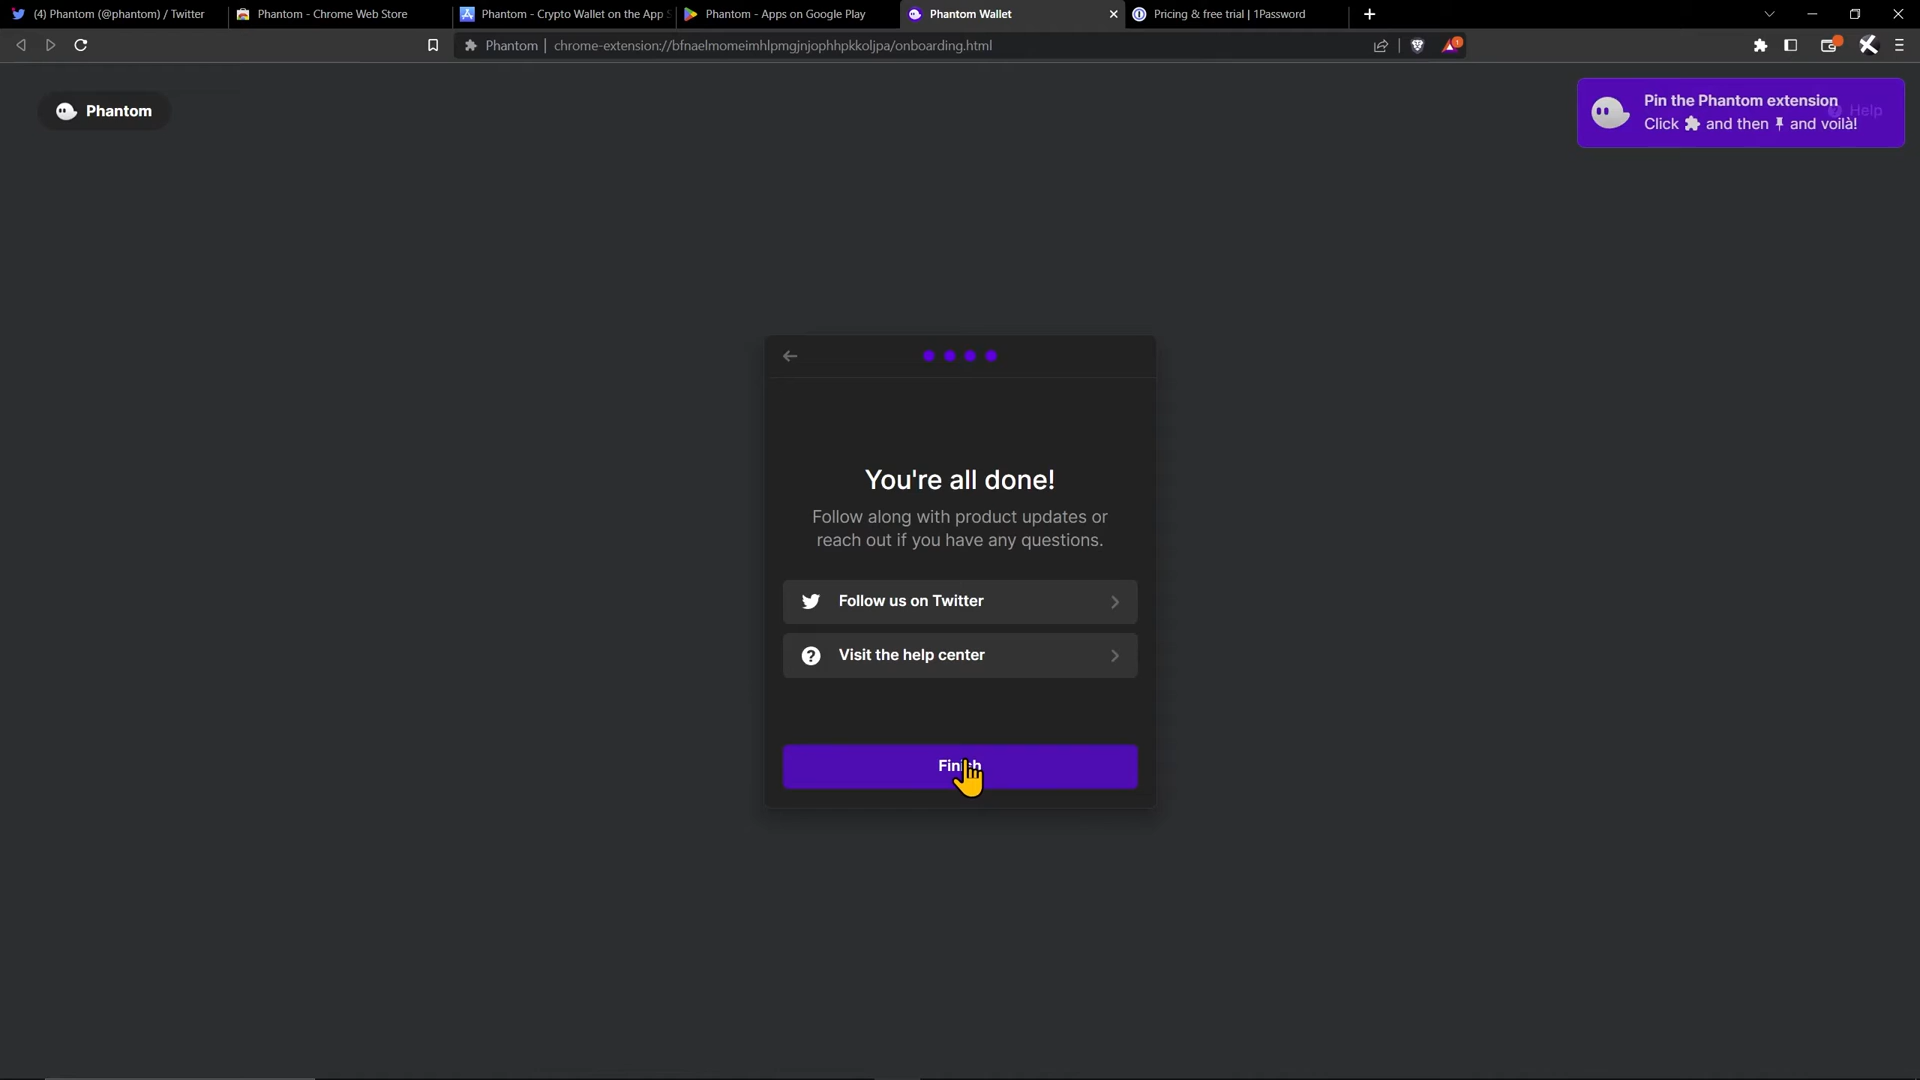 (4) Phantom (@phantom) / Twitter
Phantom - Chrome Web Store
Phantom - Crypto Wallet on the App S
Phantom - Apps on Google Play
Phantom Wallet
Pricing & free trial | 1Password
Phantom | chrome-extension://bfnaelmomeimhlpmgjnjophhpkkoljpa/onboarding.html
1
Phantom
Pin the Phantom extension
Help
Click and then and voilà!
You're all done!
Follow along with product updates or
reach out if you have any questions.
Follow us on Twitter
Visit the help center
Finish